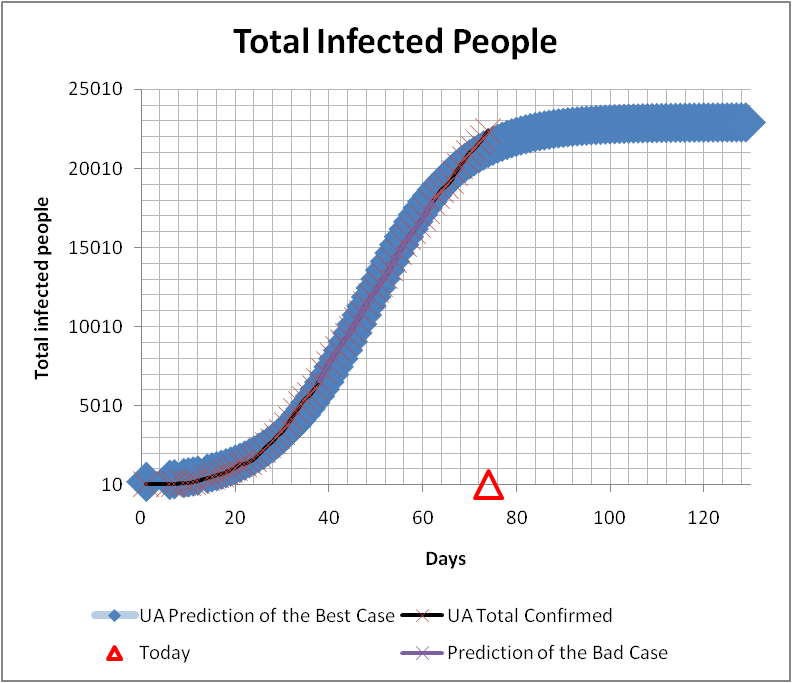 Total Infected People
25010
20010
15010
10010
5010
10
Total infected people
0 20 40 60 80 100 120
Days
UA Prediction of the Best Case UA Total Confirmed
Today Prediction of the Bad Case